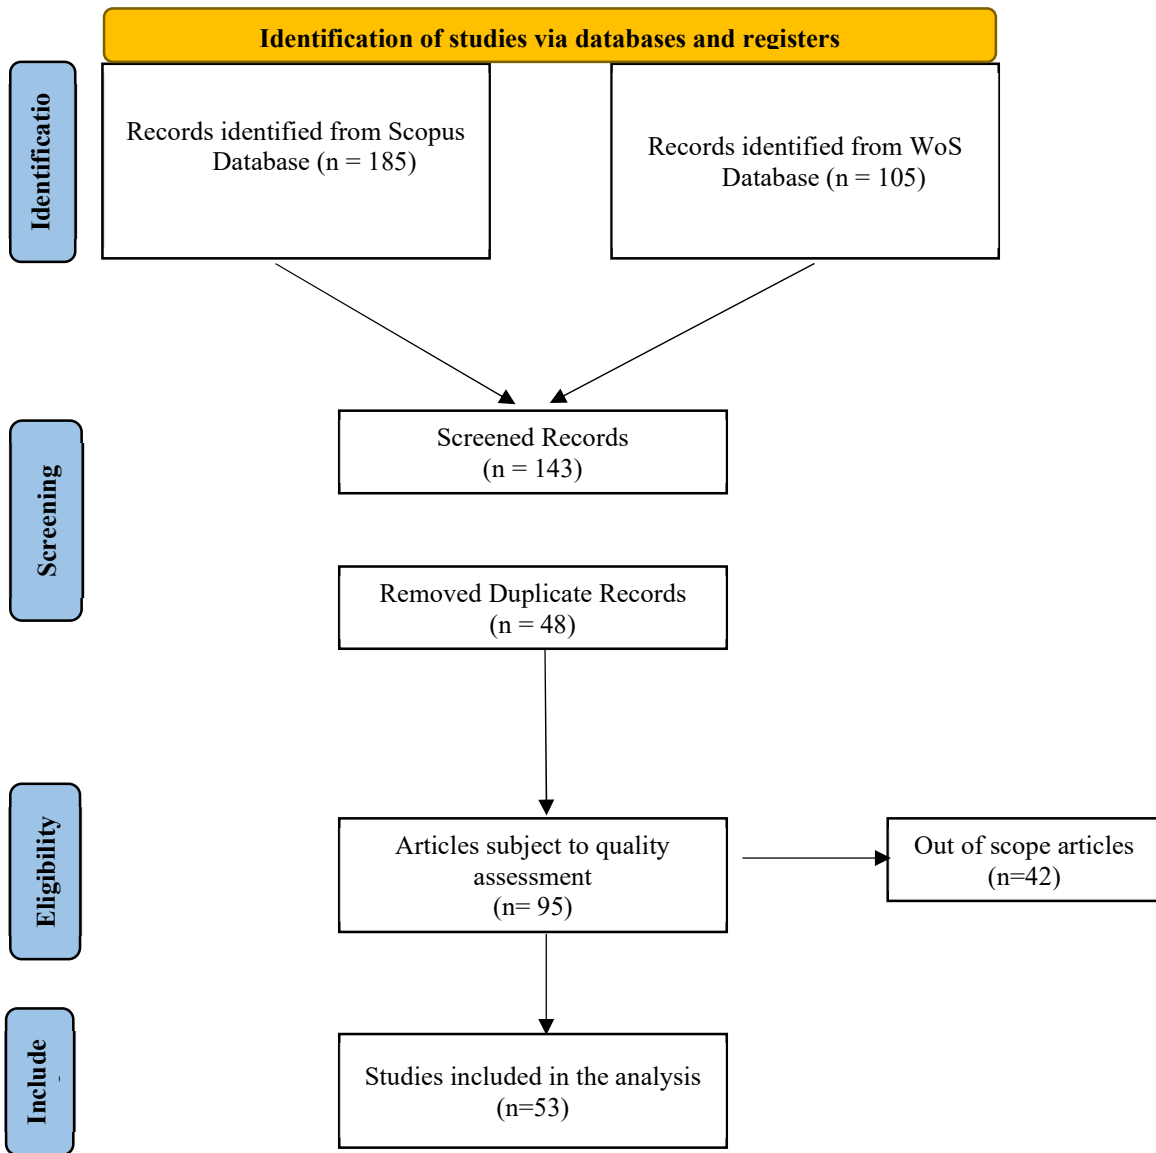 Identification of studies via databases and registers
Identificatio
Records identified from Scopus
Database (n = 185)
Records identified from WoS
Database (n = 105)
Screening
Screened Records
(n = 143)
Removed Duplicate Records
(n = 48)
Eligibility
Articles subject to quality
assessment
(n= 95)
Out of scope articles
(n=42)
Include
Studies included in the analysis
(n=53)